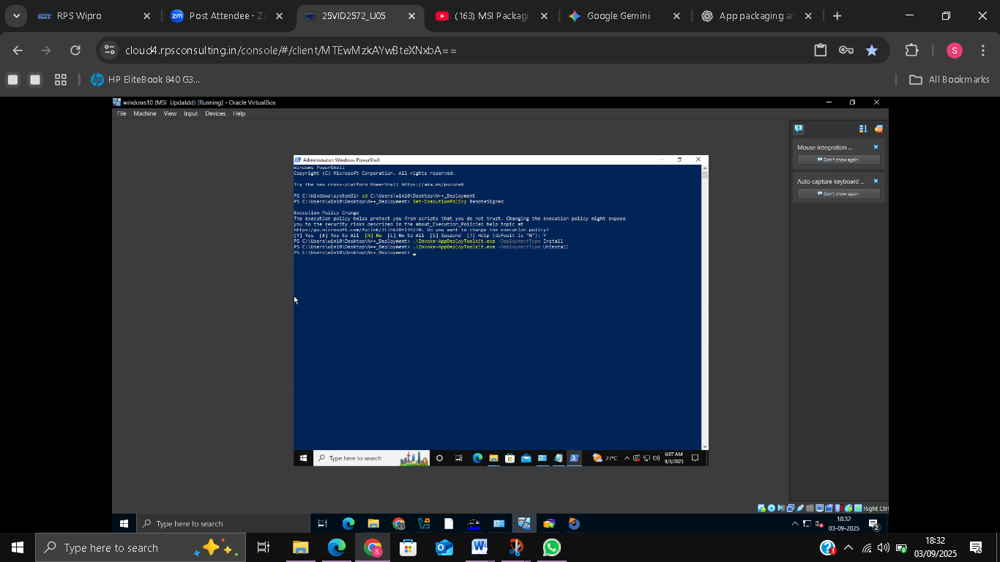 RPS Wipro
Post Attendee - Z
25VID2572_U05
(163) MSI Packagi
Google Gemini
App packaging a
cloud4.rpsconsulting.in/console/#/client/MTEwMzkAYwBteXNxbA==
S
HP EliteBook 840 G3...
All Bookmarks
windows10 (MSI Updatdd) [Running] - Oracle VirtualBox
File Machine View Input Devices Help
Mouse integration ...
Don't show again
Auto capture keyboard ...
Don't show again
Administrator: Windows PowerShell
Windows PowerShell
Copyright (C) Microsoft Corporation. All rights reserved.
Try the new cross-platform PowerShell https://aka.ms/pscore6
PS C:\Windows\system32> cd C:\Users\win10\Desktop\N++_Deployment
PS C:\Users\win10\Desktop\N++_Deployment> Set-ExecutionPolicy RemoteSigned
Execution Policy Change
The execution policy helps protect you from scripts that you do not trust. Changing the execution policy might expose
you to the security risks described in the about_Execution_Policies help topic at
https:/go.microsoft.com/fwlink/?LinkID=135170. Do you want to change the execution policy?
[Y] Yes [A] Yes to All [N] No [L] No to All [S] Suspend [?] Help (default is "N"): Y
PS C:\Users\win10\Desktop\N++_Deployment> .\Invoke-AppDeployToolkit.exe -DeploymentType Install
PS C:\Users\win10\Desktop\N++_Deployment> .\Invoke-AppDeployToolkit.exe -DeploymentType Uninstall
PS C:\Users\win10\Desktop\N++_Deployment> _
Type here to search
27°C
6:07 AM
9/3/2025
Right Ctrl
Type here to search
18:32
03-09-2025
2
Type here to search
18:32
03/09/2025